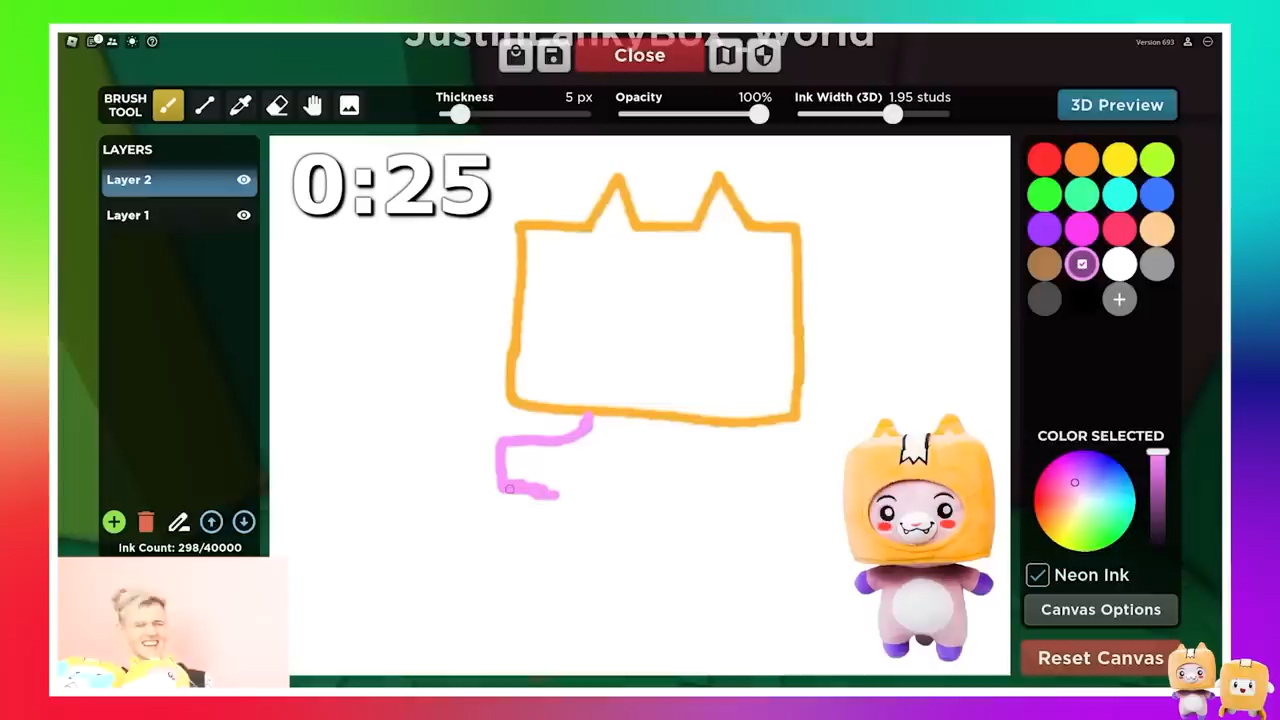 JustinLankyBox_World
Close
Version 693
BRUSH
TOOL
Thickness 5 px
Opacity 100%
Ink Width (3D) 1.95 studs
3D Preview
LAYERS
Layer 2
Layer 1
0:25
Ink Count: 298/40000
COLOR SELECTED
Neon Ink
Canvas Options
Reset Canvas